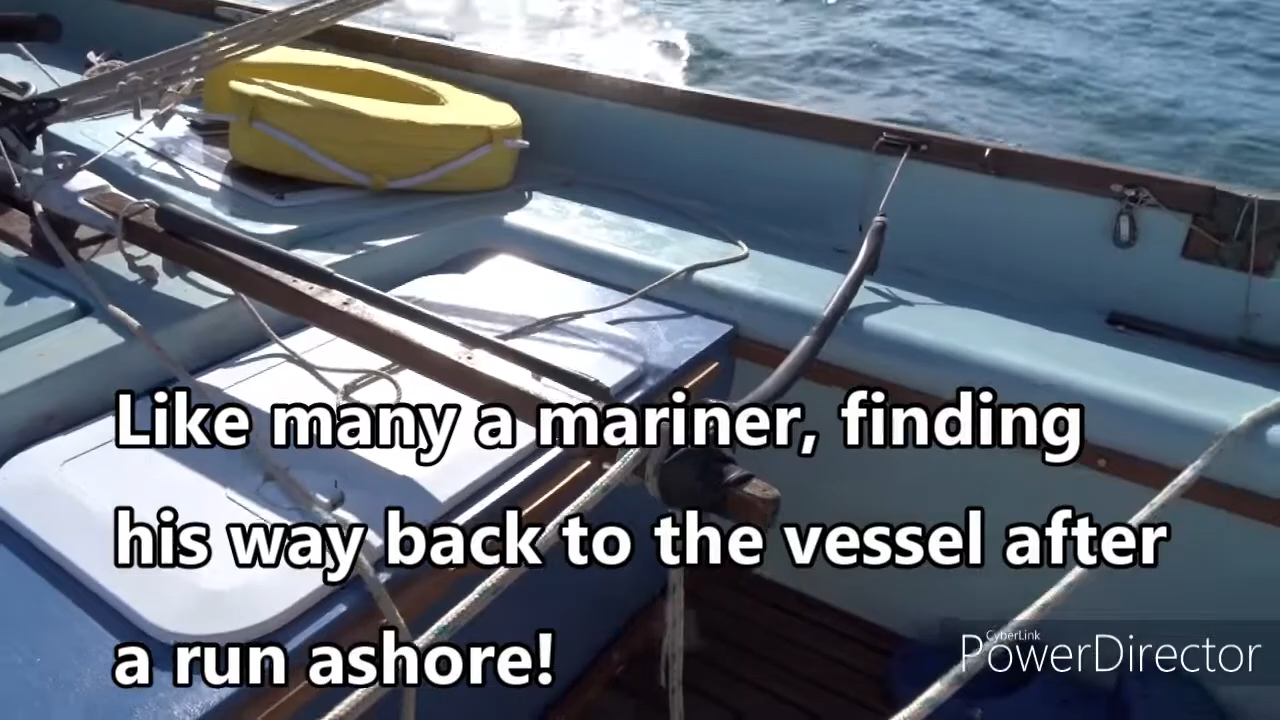 Like many a mariner, finding
his way back to the vessel after
a run ashore!
CyberLink
PowerDirector